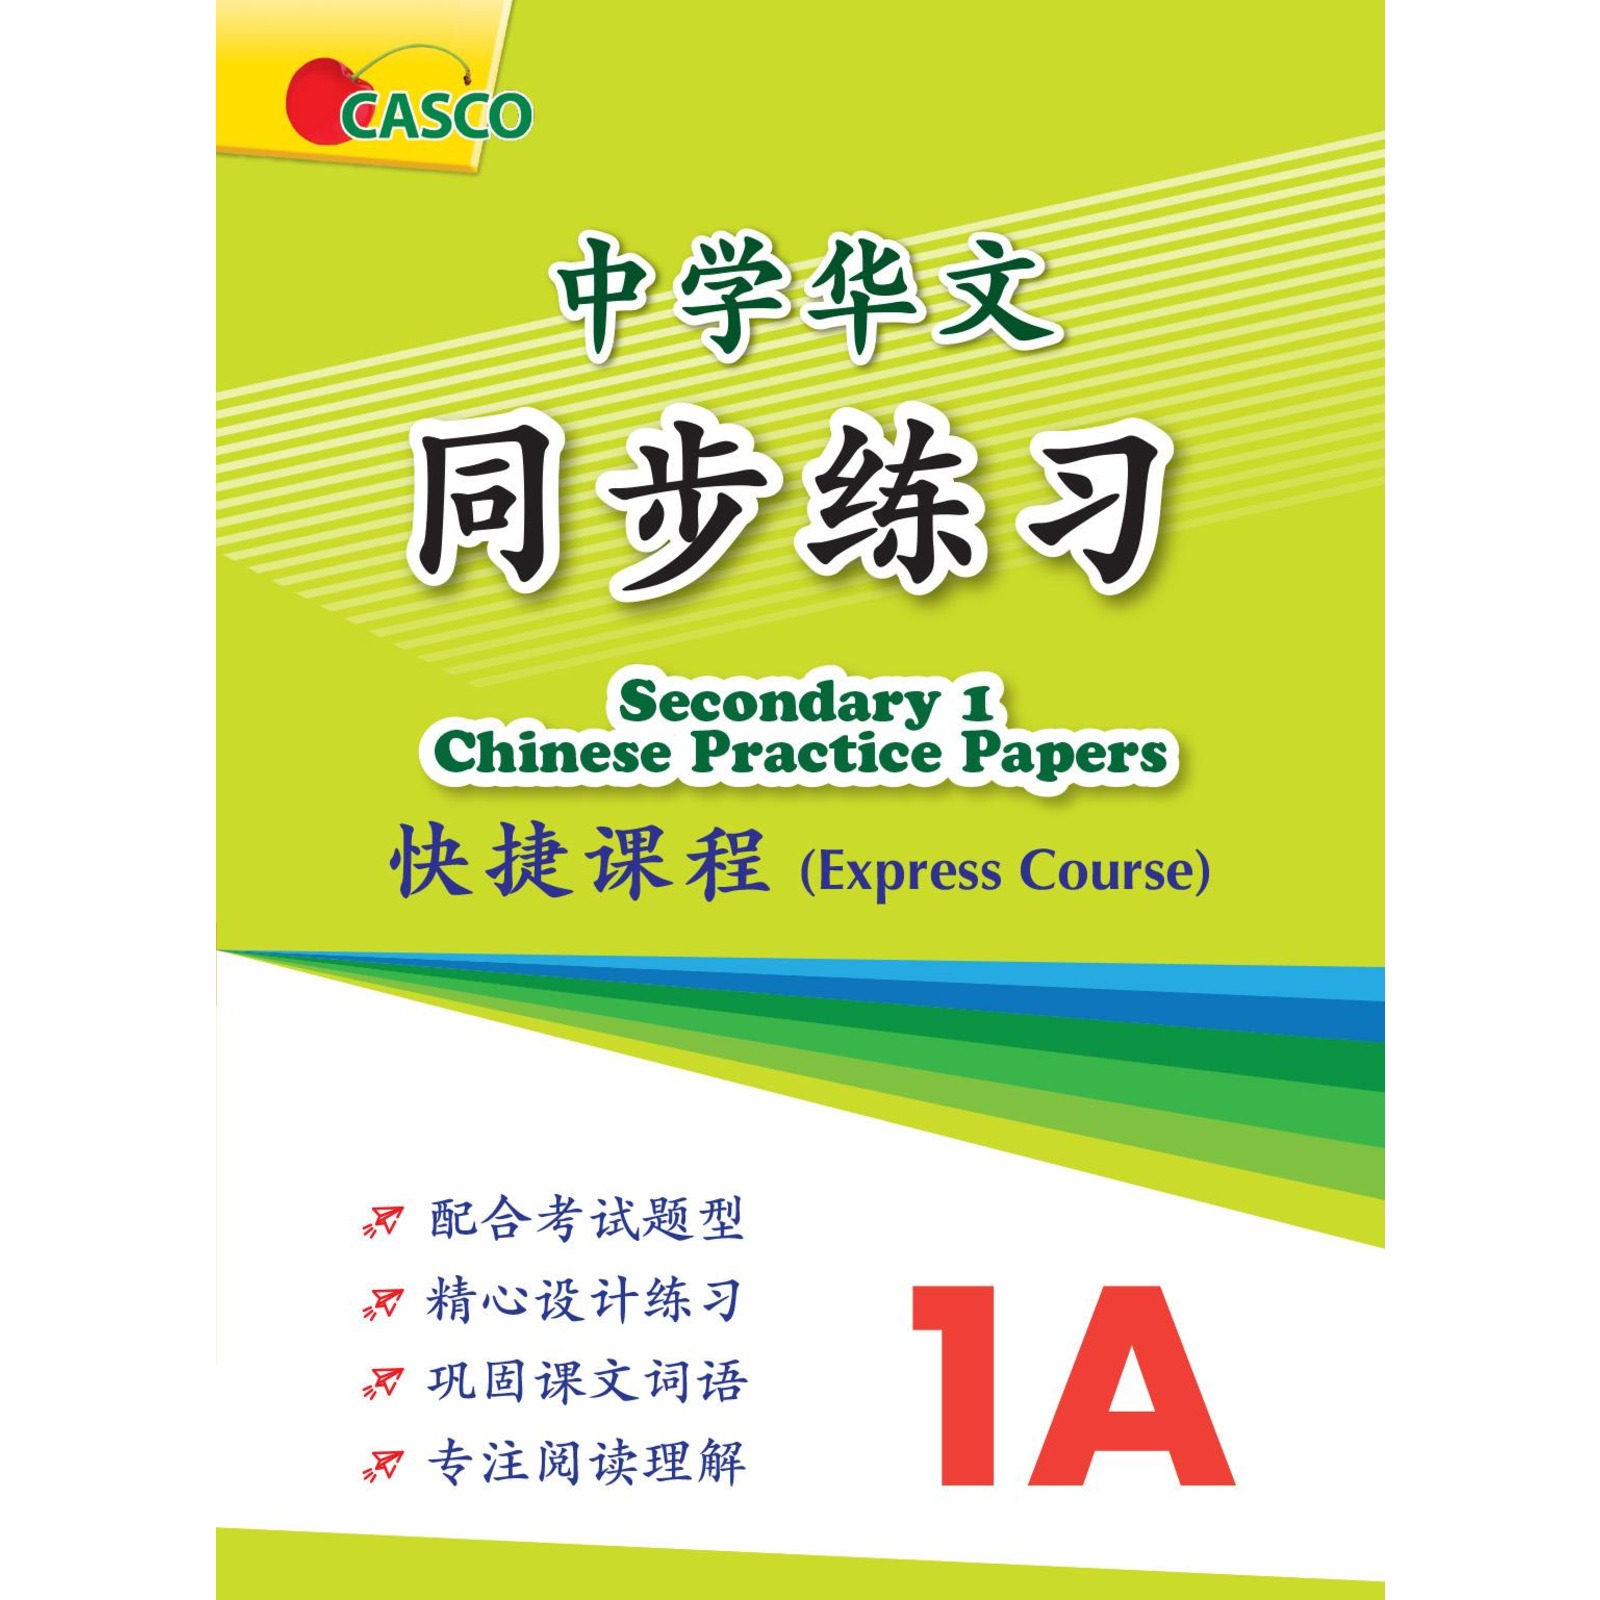 CASCO
中学华文
同步练习
Secondary 1
Chinese Practice Papers
快捷课程 (Express Course)
配合考试题型
精心设计练习
巩固课文词语
专注阅读理解
1A